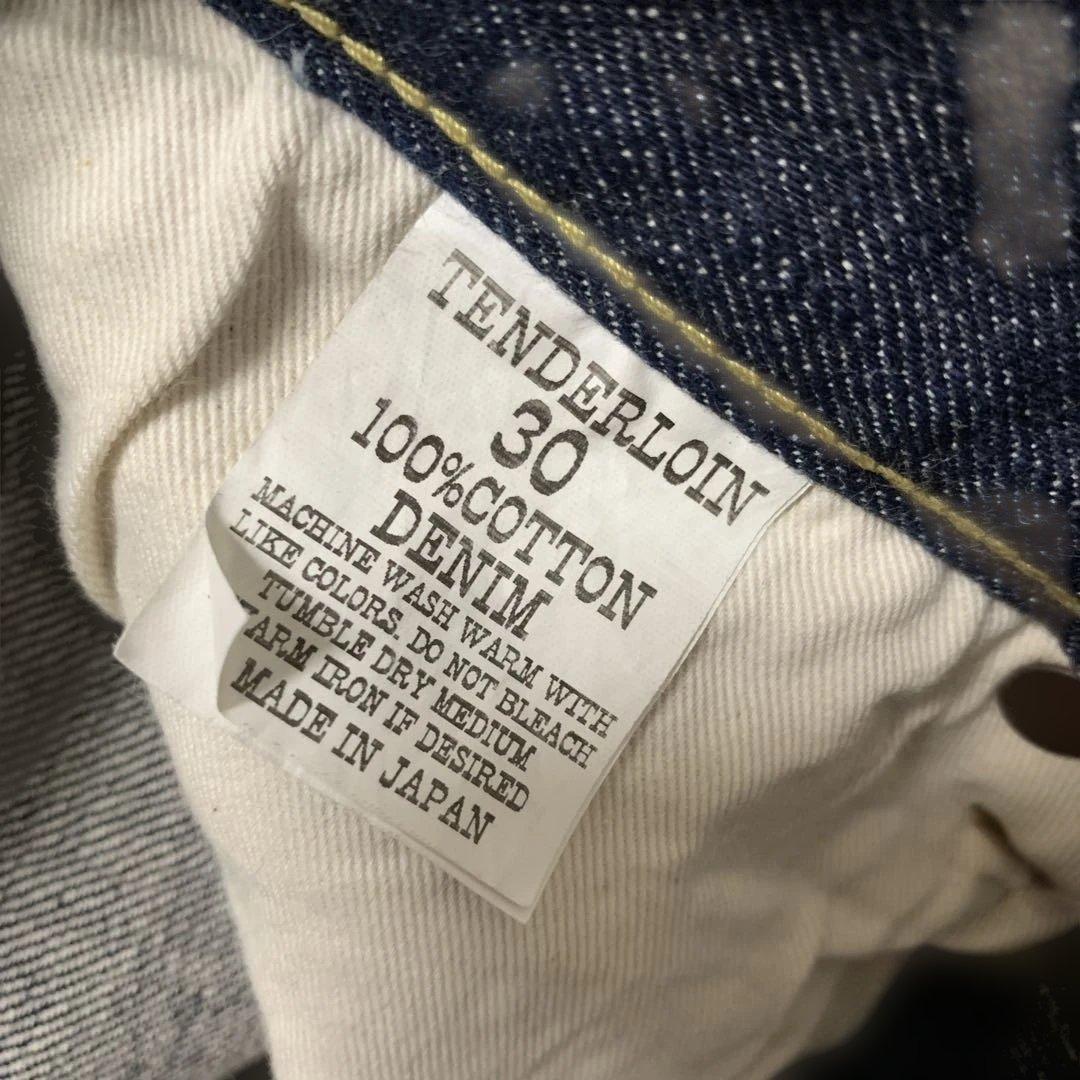 TENDERLOIN
30
100%COTTON
DENIM
MACHINE WASH WARM WITH
LIKE COLORS. DO NOT BLEACH
TUMBLE DRY MEDIUM
ARM IRON IF DESIRED
MADE IN JAPAN